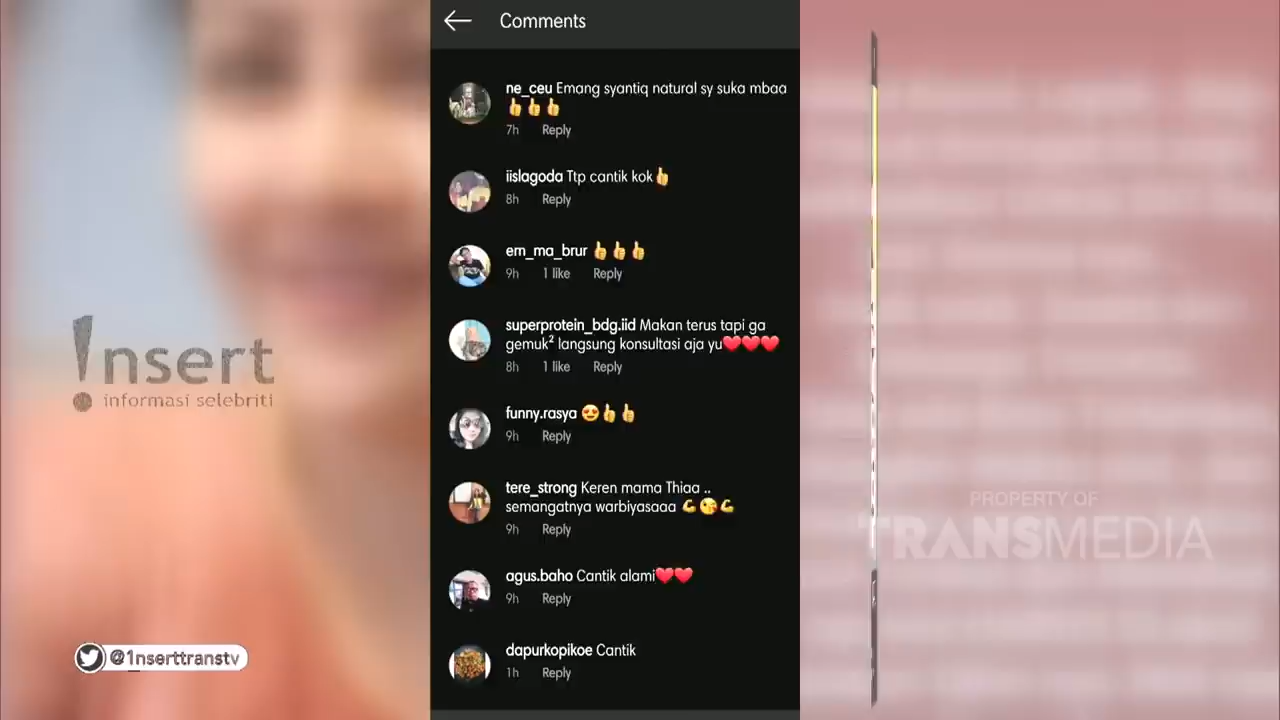 Comments
ne_ceu Emang syantiq natural sy suka mbaa
👍👍👍
7h Reply
iislagoda Ttp cantik kok👍
8h Reply
em_ma_brur 👍👍👍
9h 1 like Reply
superprotein_bdg.iid Makan terus tapi ga
gemuk² langsung konsultasi aja yu❤️❤️❤️
8h 1 like Reply
funny.rasya 😍👍👍
9h Reply
tere_strong Keren mama Thiaa ..
semangatnya warbiyasaaa 💪😘💪
9h Reply
agus.baho Cantik alami❤️❤️
9h Reply
dapurkopikoe Cantik
1h Reply
!nsert
informasi selebriti
@1nserttranstv
PROPERTY OF
TRANSMEDIA